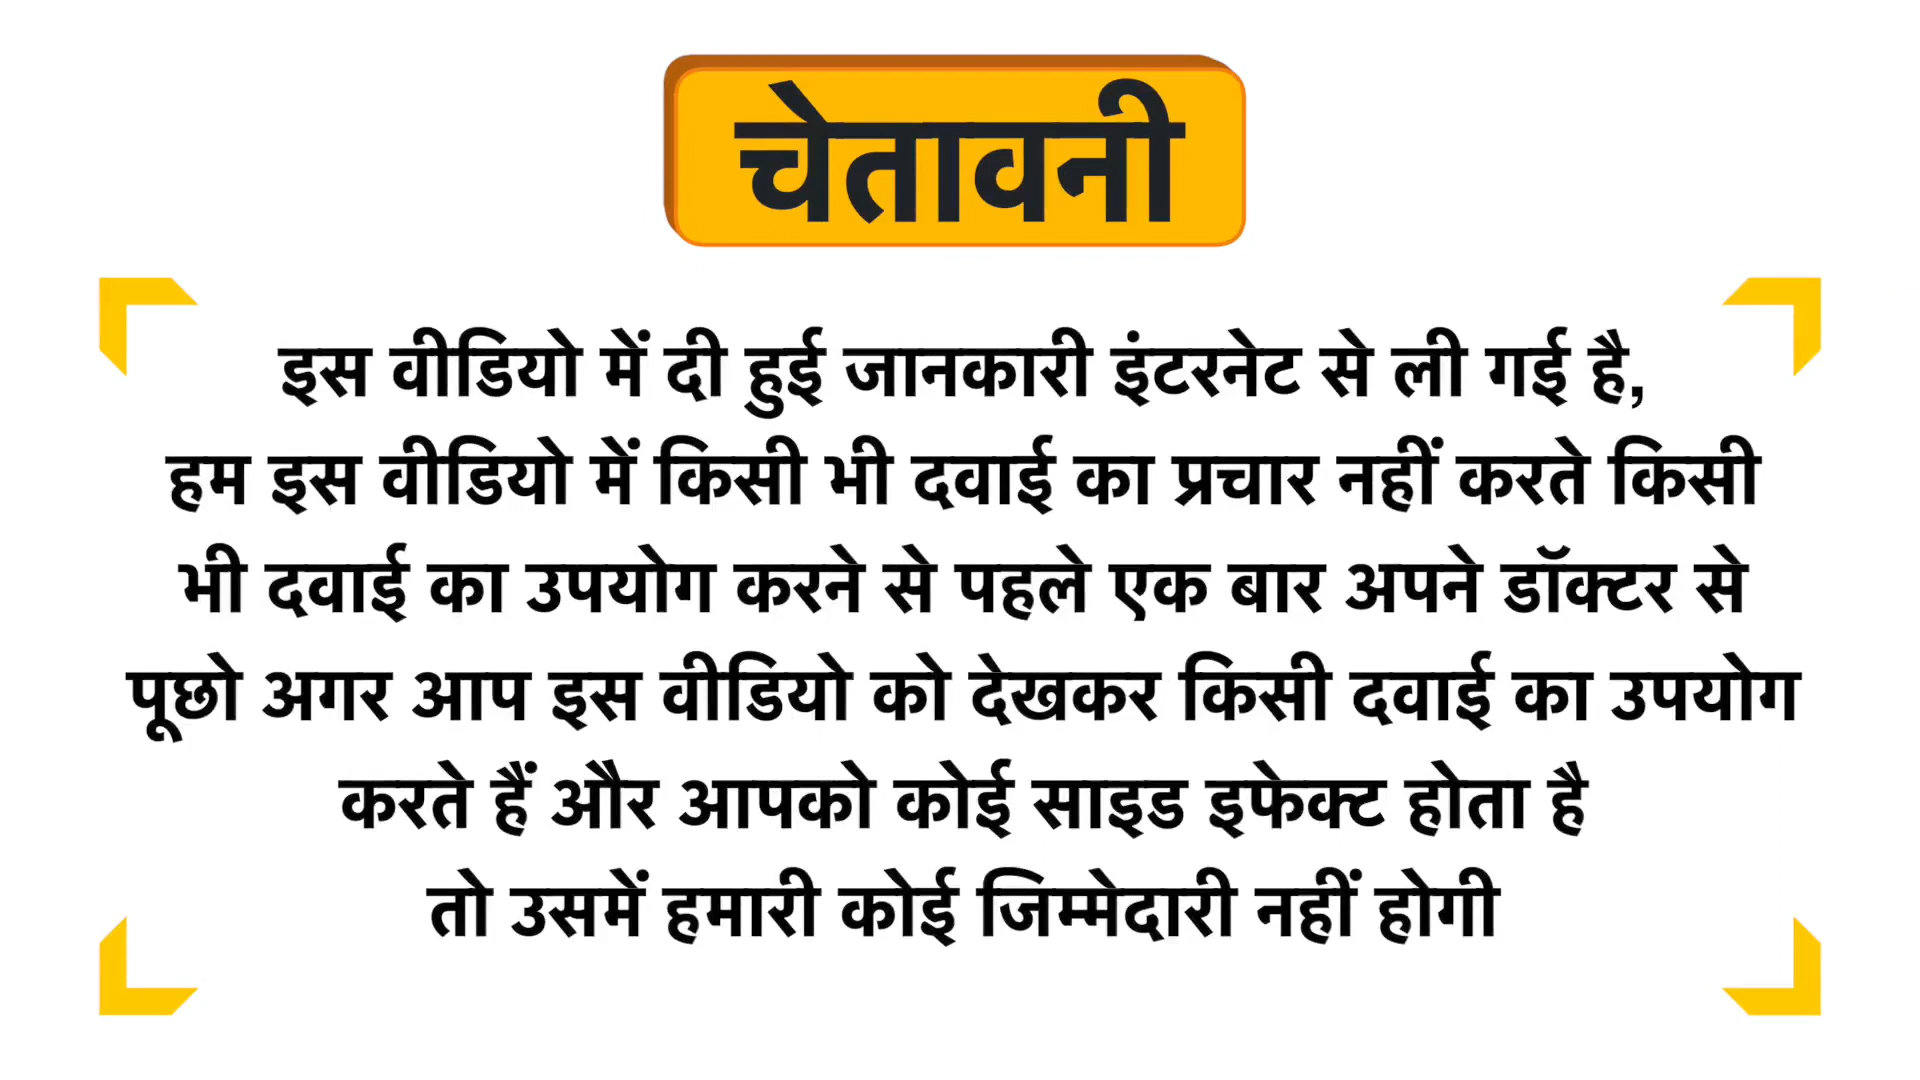 चेतावनी
इस वीडियो में दी हुई जानकारी इंटरनेट से ली गई है,
हम इस वीडियो में किसी भी दवाई का प्रचार नहीं करते किसी
भी दवाई का उपयोग करने से पहले एक बार अपने डॉक्टर से
पूछो अगर आप इस वीडियो को देखकर किसी दवाई का उपयोग
करते हैं और आपको कोई साइड इफेक्ट होता है
तो उसमें हमारी कोई जिम्मेदारी नहीं होगी